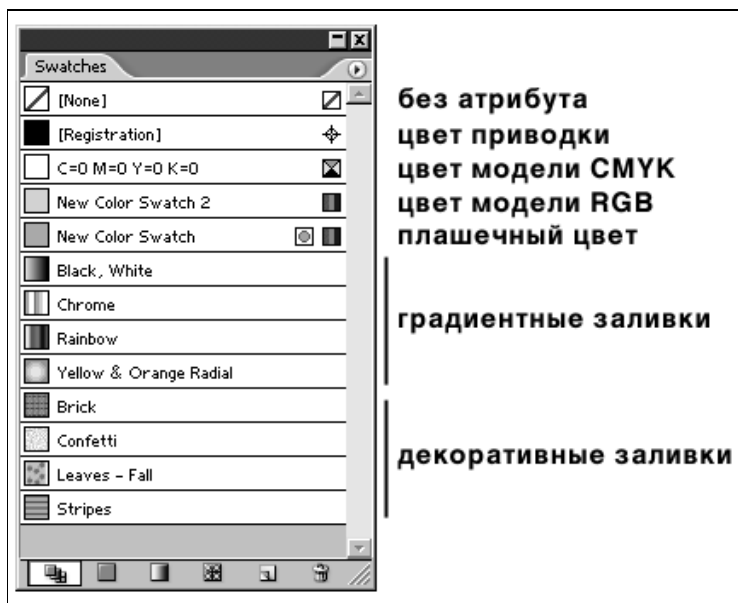 Swatches
[None] без атрибута
[Registration] цвет приводки
C=0 M=0 Y=0 K=0 цвет модели CMYK
New Color Swatch 2 цвет модели RGB
New Color Swatch плашечный цвет
Black, White
Chrome
градиентные заливки
Rainbow
Yellow & Orange Radial
Brick
Confetti
декоративные заливки
Leaves - Fall
Stripes